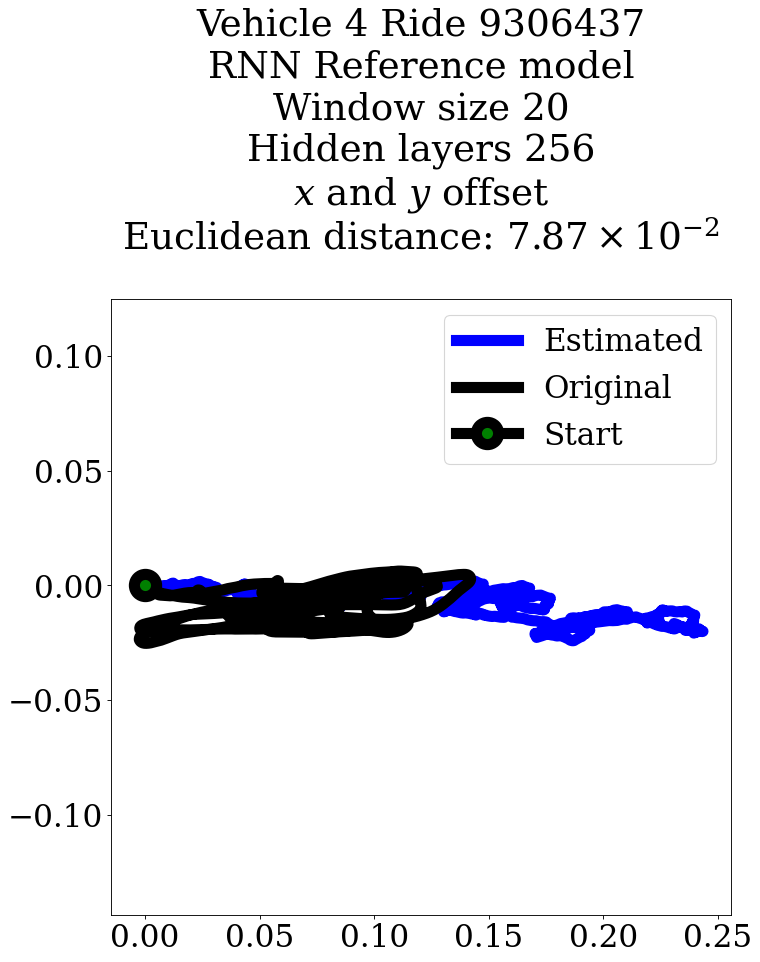 Vehicle 4 Ride 9306437
RNN Reference model
Window size 20
Hidden layers 256
x and y offset
Euclidean distance: 7.87 × 10⁻²
Estimated
Original
Start
0.10
0.05
0.00
−0.05
−0.10
0.00 0.05 0.10 0.15 0.20 0.25